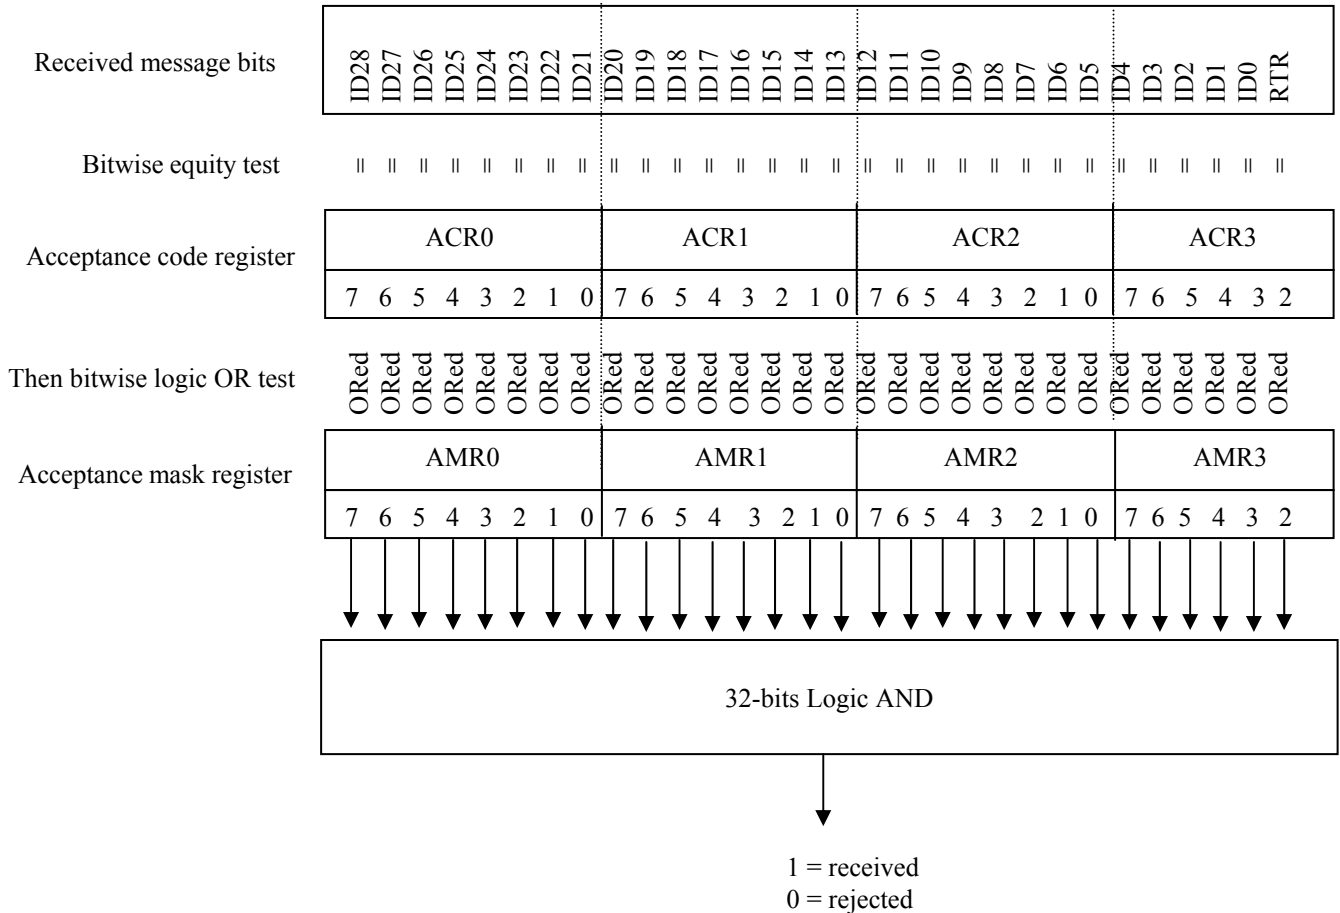 Received message bits
ID28 ID27 ID26 ID25 ID24 ID23 ID22 ID21 ID20 ID19 ID18 ID17 ID16 ID15 ID14 ID13 ID12 ID11 ID10 ID9 ID8 ID7 ID6 ID5 ID4 ID3 ID2 ID1 ID0 RTR
Bitwise equity test
= = = = = = = = = = = = = = = = = = = = = = = = = = = = = =
Acceptance code register
ACR0 ACR1 ACR2 ACR3
7 6 5 4 3 2 1 0 7 6 5 4 3 2 1 0 7 6 5 4 3 2 1 0 7 6 5 4 3 2
Then bitwise logic OR test
ORed ORed ORed ORed ORed ORed ORed ORed ORed ORed ORed ORed ORed ORed ORed ORed ORed ORed ORed ORed ORed ORed ORed ORed ORed ORed ORed ORed ORed ORed
Acceptance mask register
AMR0 AMR1 AMR2 AMR3
7 6 5 4 3 2 1 0 7 6 5 4 3 2 1 0 7 6 5 4 3 2 1 0 7 6 5 4 3 2
32-bits Logic AND
1 = received
0 = rejected